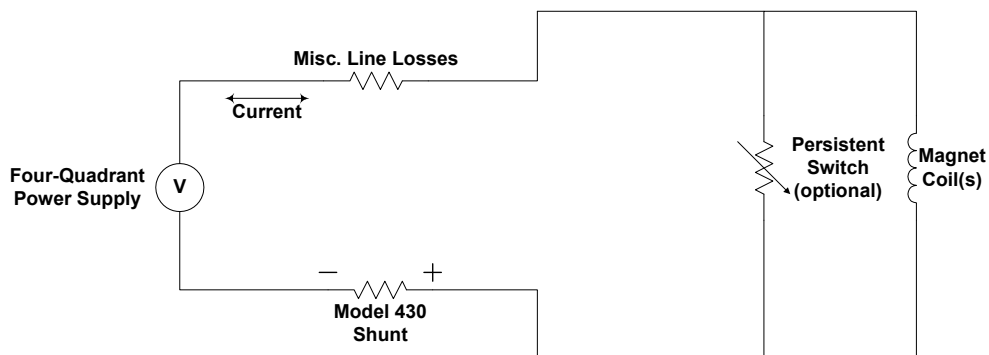 Misc. Line Losses
Current
Four-Quadrant
Power Supply
V
Persistent
Switch
(optional)
Magnet
Coil(s)
− +
Model 430
Shunt